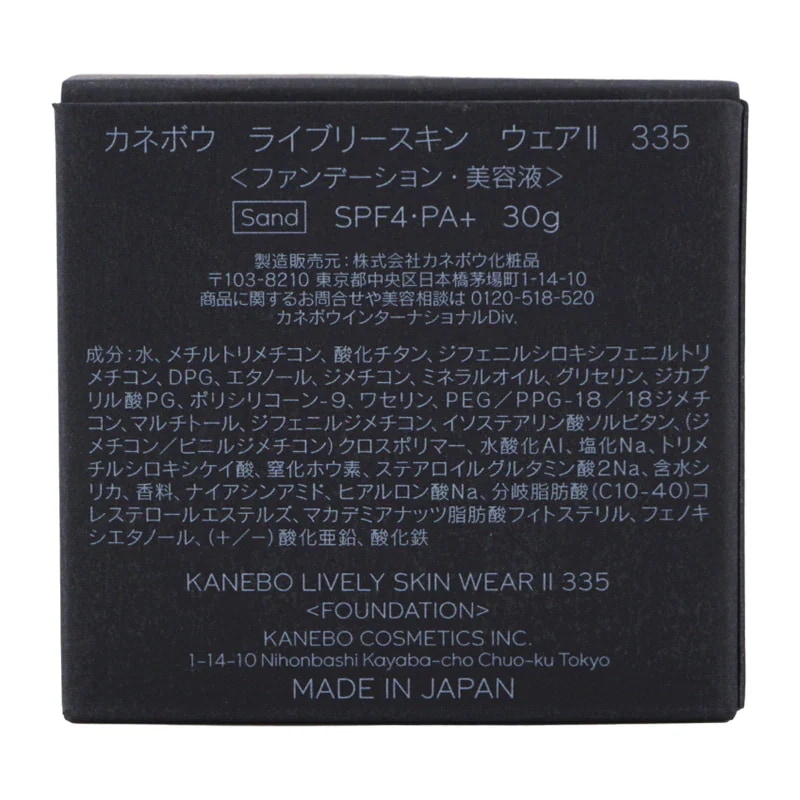 カネボウ ライブリースキン ウェアⅡ 335
＜ファンデーション・美容液＞
Sand SPF4・PA+ 30g
製造販売元：株式会社カネボウ化粧品
〒103-8210 東京都中央区日本橋茅場町1-14-10
商品に関するお問合せや美容相談は 0120-518-520
カネボウインターナショナルDiv.
成分：水、メチルトリメチコン、酸化チタン、ジフェニルシロキシフェニルトリ
メチコン、DPG、エタノール、ジメチコン、ミネラルオイル、グリセリン、ジカプ
リル酸PG、ポリシリコーン-9、ワセリン、PEG／PPG-18／18ジメチ
コン、マルチトール、ジフェニルジメチコン、イソステアリン酸ソルビタン、(ジ
メチコン／ビニルジメチコン)クロスポリマー、水酸化Al、塩化Na、トリメ
チルシロキシケイ酸、窒化ホウ素、ステアロイルグルタミン酸2Na、含水シ
リカ、香料、ナイアシンアミド、ヒアルロン酸Na、分岐脂肪酸(C10-40)コ
レステロールエステルズ、マカデミアナッツ脂肪酸フィトステリル、フェノキ
シエタノール、(+／-)酸化亜鉛、酸化鉄
KANEBO LIVELY SKIN WEAR II 335
<FOUNDATION>
KANEBO COSMETICS INC.
1-14-10 Nihonbashi Kayaba-cho Chuo-ku Tokyo
MADE IN JAPAN